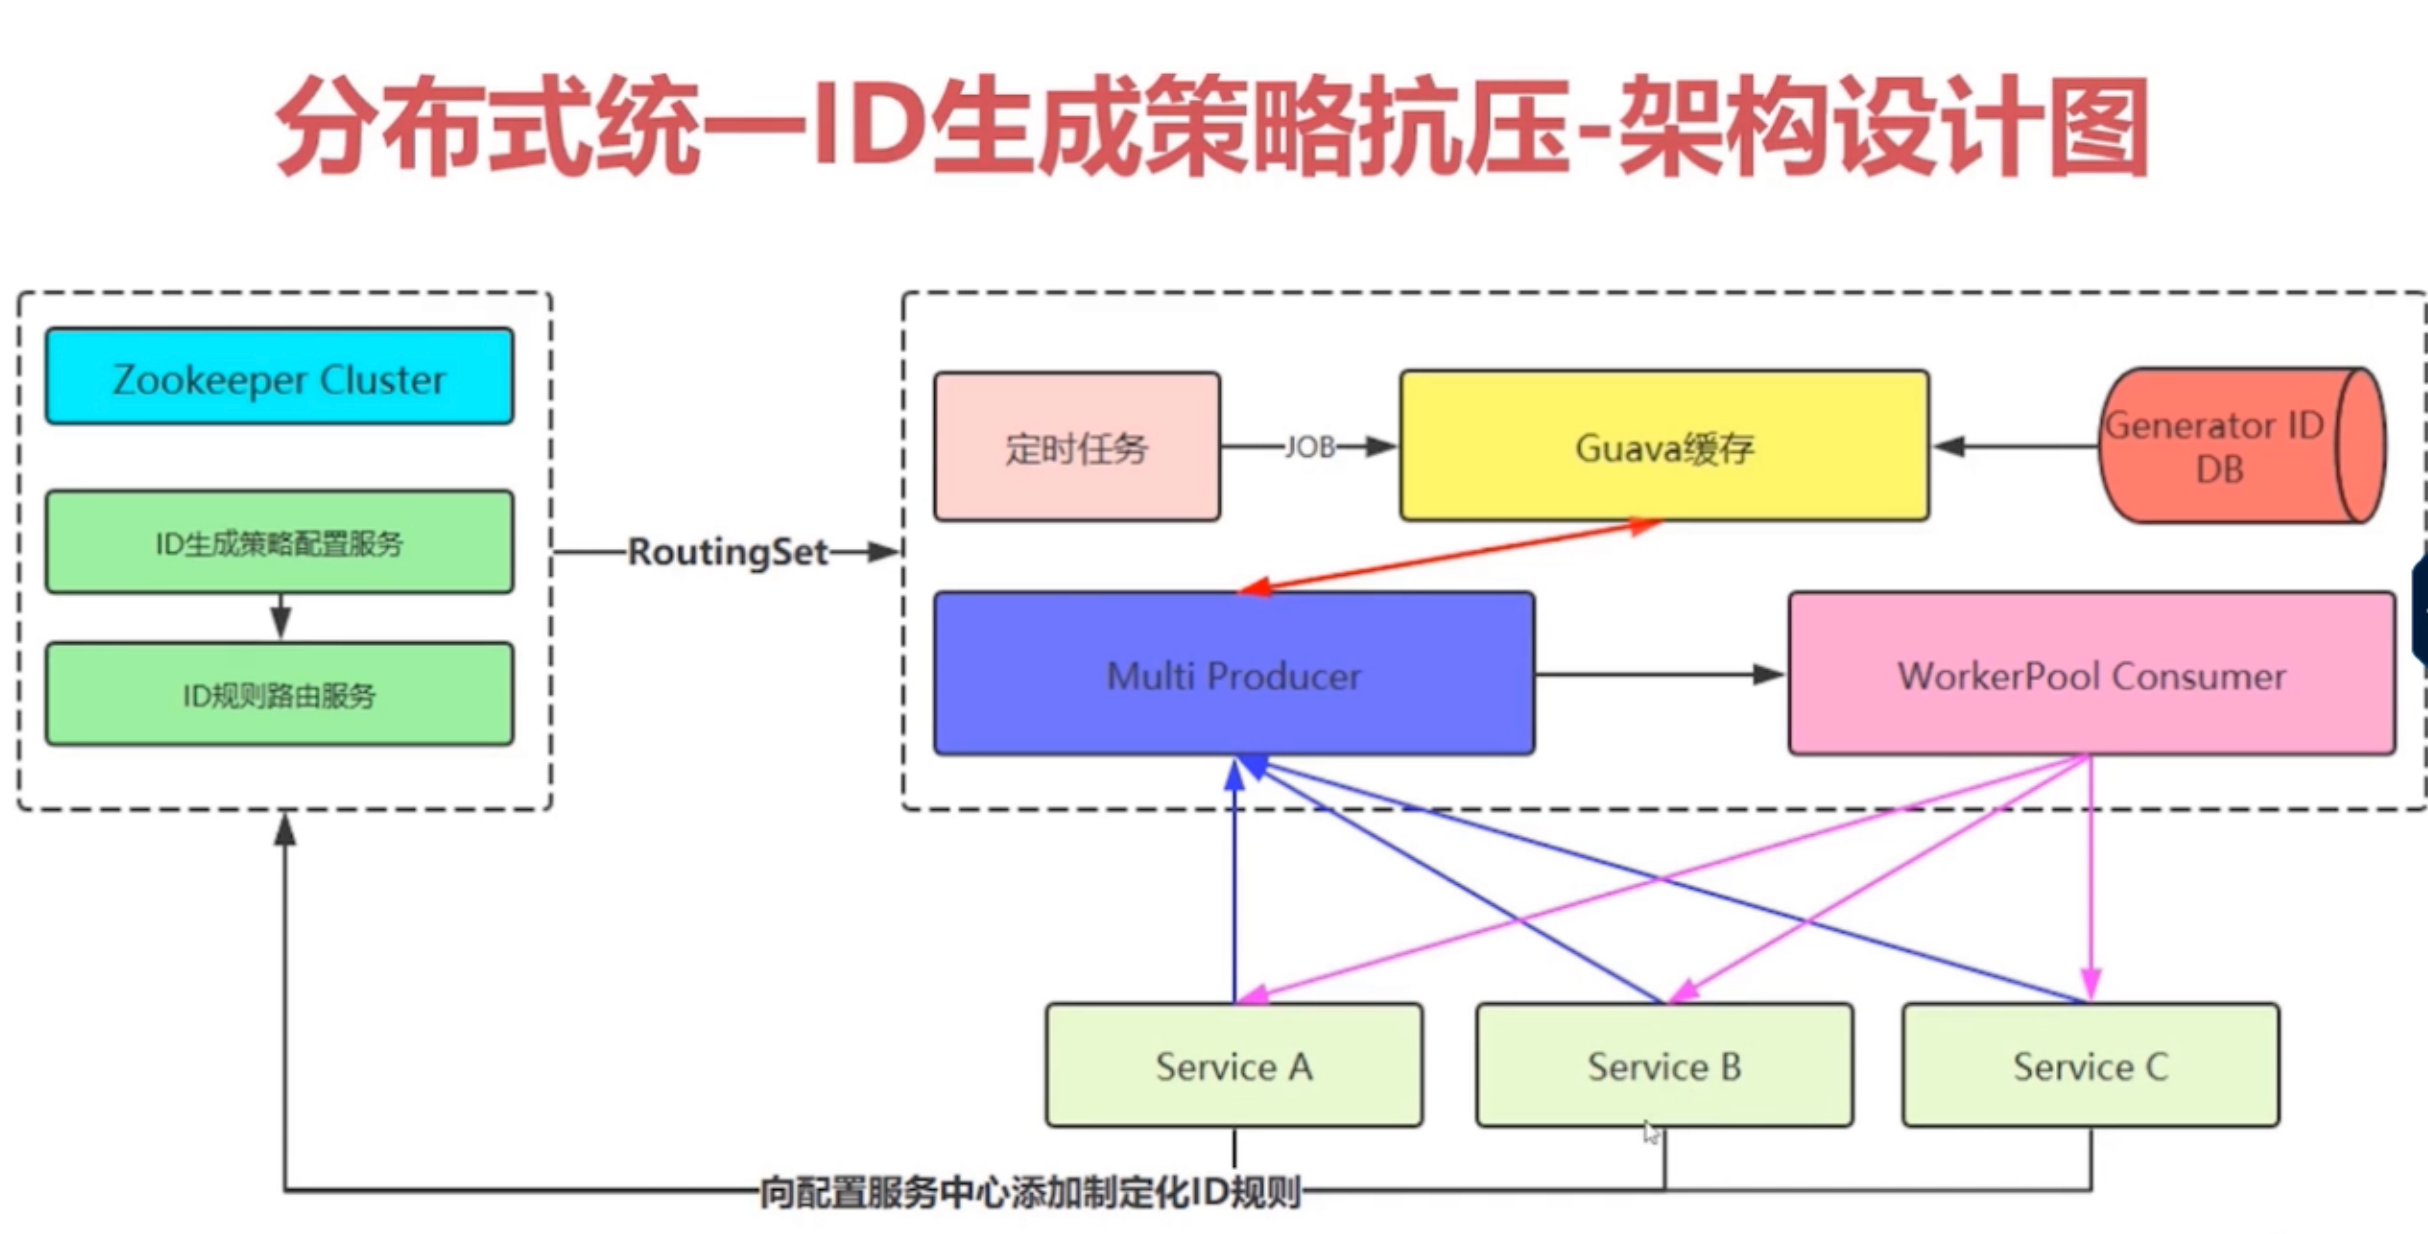 分布式统一ID生成策略抗压-架构设计图
Zookeeper Cluster
ID生成策略配置服务
ID规则路由服务
RoutingSet
定时任务
JOB
Guava缓存
Generator ID
DB
Multi Producer
WorkerPool Consumer
Service A
Service B
Service C
向配置服务中心添加制定化ID规则